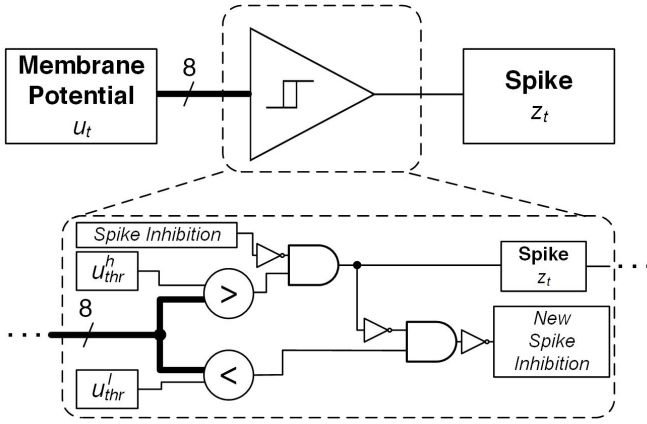 Membrane
Potential
u_t
8
Spike
z_t
Spike Inhibition
u^h_thr
>
Spike
z_t
8
New
Spike
Inhibition
u^l_thr
<